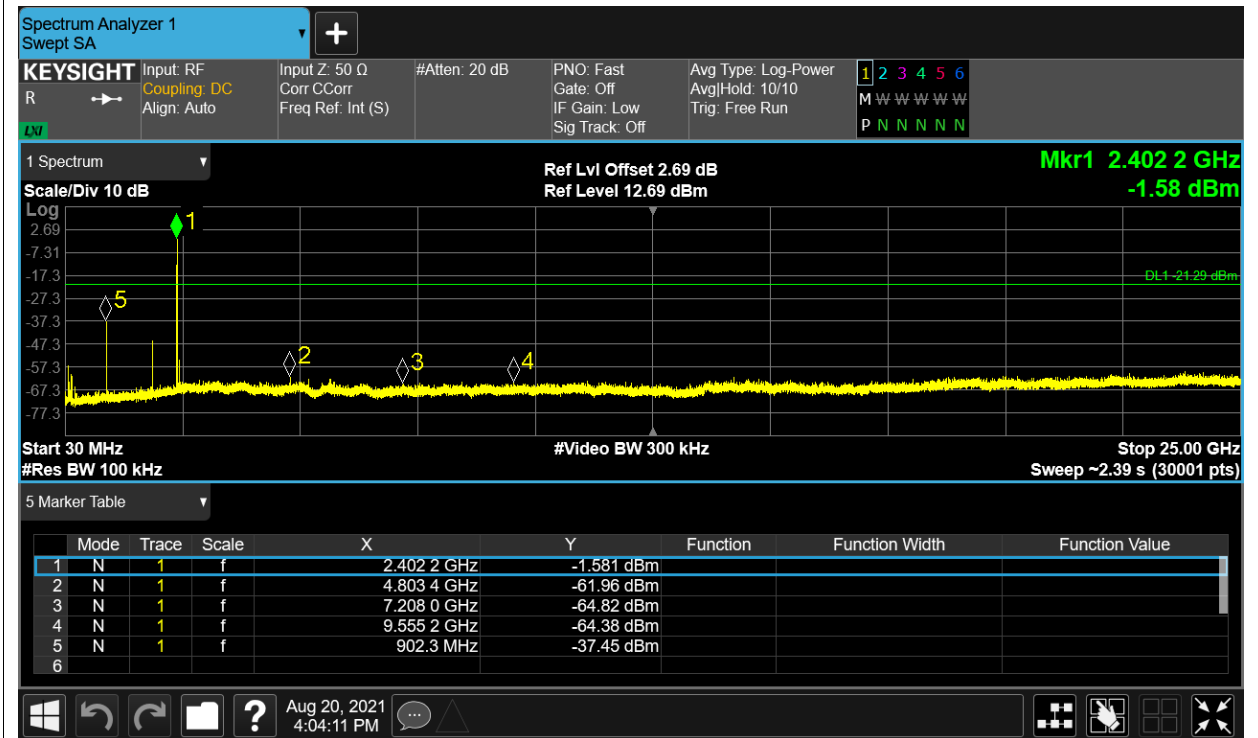 Spectrum Analyzer 1
Swept SA
+
KEYSIGHT
R
LXI
Input: RF
Coupling: DC
Align: Auto
Input Z: 50 Ω
Corr CCorr
Freq Ref: Int (S)
#Atten: 20 dB
PNO: Fast
Gate: Off
IF Gain: Low
Sig Track: Off
Avg Type: Log-Power
Avg|Hold: 10/10
Trig: Free Run
1 2 3 4 5 6
M W W W W W
P N N N N N
1 Spectrum
Scale/Div 10 dB
Ref Lvl Offset 2.69 dB
Ref Level 12.69 dBm
Mkr1 2.402 2 GHz
-1.58 dBm
Log
2.69
-7.31
-17.3
-27.3
-37.3
-47.3
-57.3
-67.3
-77.3
1
5
2
3
4
DL1 -21.29 dBm
Start 30 MHz
#Video BW 300 kHz
Stop 25.00 GHz
#Res BW 100 kHz
Sweep ~2.39 s (30001 pts)
5 Marker Table
Mode Trace Scale X Y Function Function Width Function Value
1 N 1 f 2.402 2 GHz -1.581 dBm
2 N 1 f 4.803 4 GHz -61.96 dBm
3 N 1 f 7.208 0 GHz -64.82 dBm
4 N 1 f 9.555 2 GHz -64.38 dBm
5 N 1 f 902.3 MHz -37.45 dBm
6
?
Aug 20, 2021
4:04:11 PM